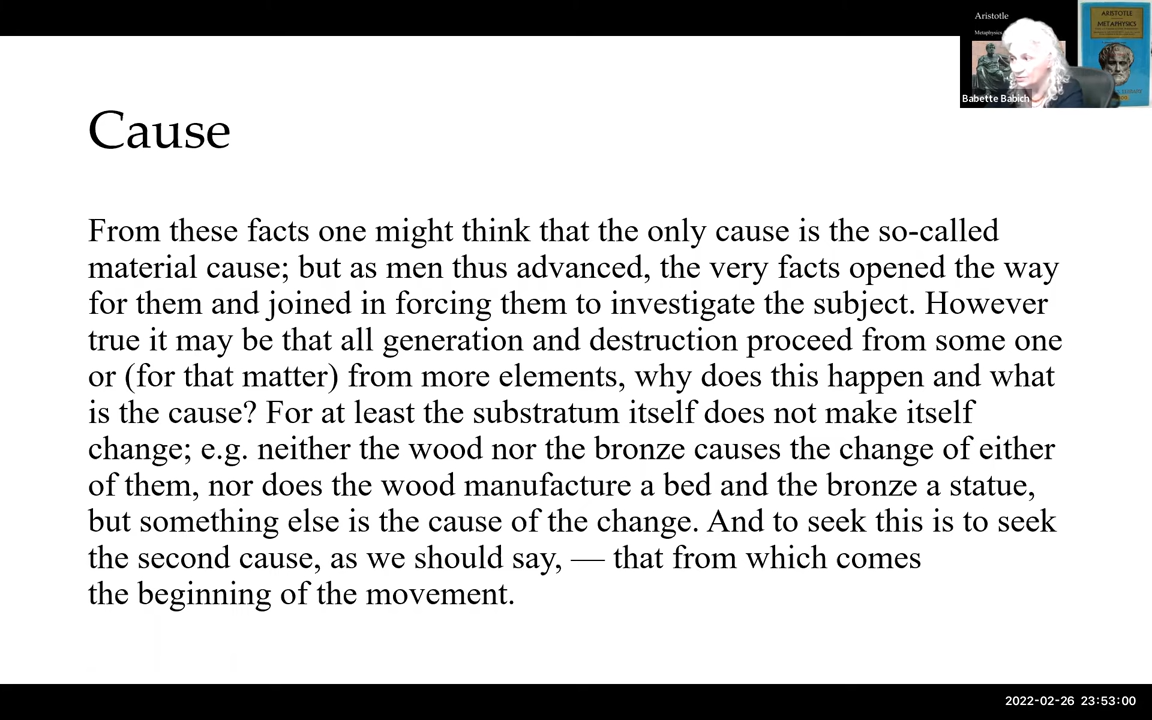 Aristotle
ARISTOTLE
METAPHYSICS
Babette Babich
Cause
From these facts one might think that the only cause is the so-called
material cause; but as men thus advanced, the very facts opened the way
for them and joined in forcing them to investigate the subject. However
true it may be that all generation and destruction proceed from some one
or (for that matter) from more elements, why does this happen and what
is the cause? For at least the substratum itself does not make itself
change; e.g. neither the wood nor the bronze causes the change of either
of them, nor does the wood manufacture a bed and the bronze a statue,
but something else is the cause of the change. And to seek this is to seek
the second cause, as we should say, — that from which comes
the beginning of the movement.
2022-02-26 23:53:00